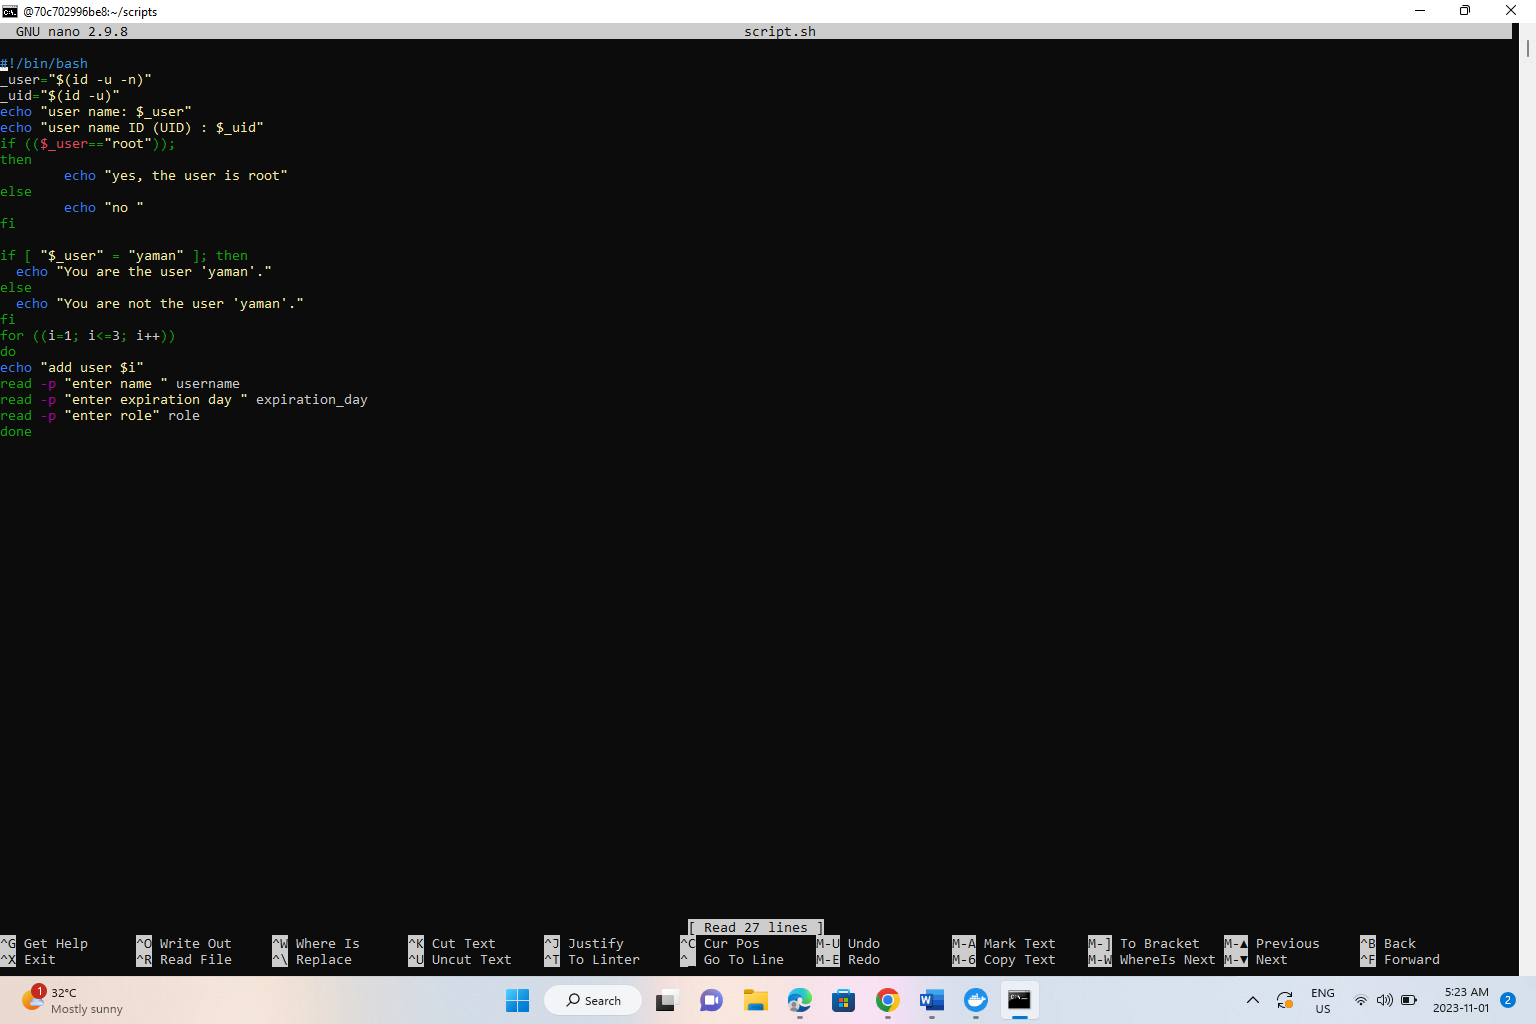 @70c702996be8:~/scripts
GNU nano 2.9.8 script.sh
#!/bin/bash
_user="$(id -u -n)"
_uid="$(id -u)"
echo "user name: $_user"
echo "user name ID (UID) : $_uid"
if (($_user=="root"));
then
        echo "yes, the user is root"
else
        echo "no "
fi
if [ "$_user" = "yaman" ]; then
  echo "You are the user 'yaman'."
else
  echo "You are not the user 'yaman'."
fi
for ((i=1; i<=3; i++))
do
echo "add user $i"
read -p "enter name " username
read -p "enter expiration day " expiration_day
read -p "enter role" role
done
[ Read 27 lines ]
^G Get Help ^O Write Out ^W Where Is ^K Cut Text ^J Justify ^C Cur Pos M-U Undo M-A Mark Text M-] To Bracket M-▲ Previous ^B Back
^X Exit ^R Read File ^\ Replace ^U Uncut Text ^T To Linter ^_ Go To Line M-E Redo M-6 Copy Text M-W WhereIs Next M-▼ Next ^F Forward
1
32°C
Mostly sunny
Search
W
ENG
US
5:23 AM
2023-11-01
2